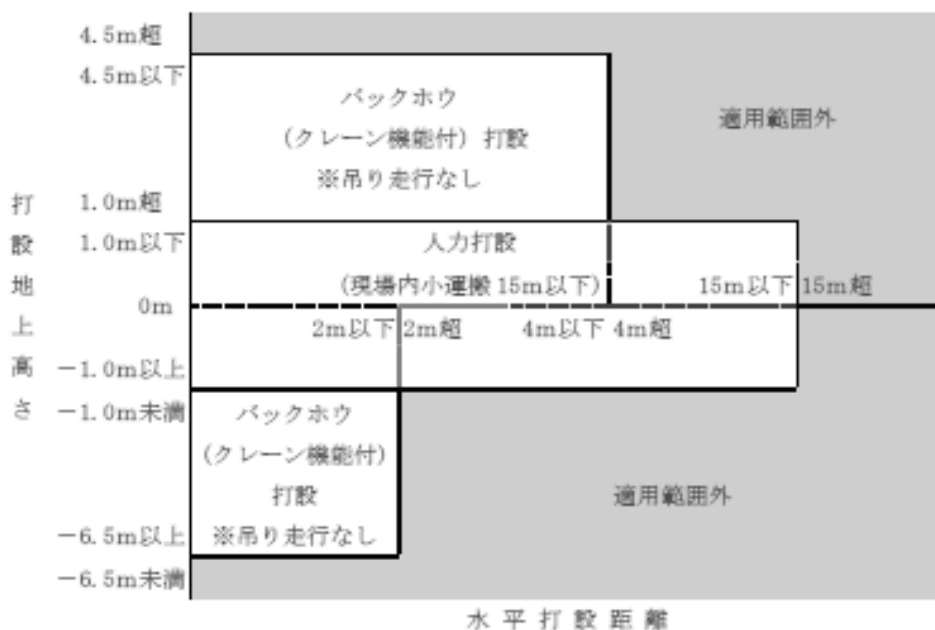 4.5m超
4.5m以下
バックホウ
(クレーン機能付) 打設
※吊り走行なし
適用範囲外
打設地上高さ
1.0m超
1.0m以下
人力打設
(現場内小運搬15m以下)
15m以下
15m超
0m
2m以下
2m超
4m以下
4m超
－1.0m以上
－1.0m未満
バックホウ
(クレーン機能付)
打設
※吊り走行なし
適用範囲外
－6.5m以上
－6.5m未満
水平打設距離